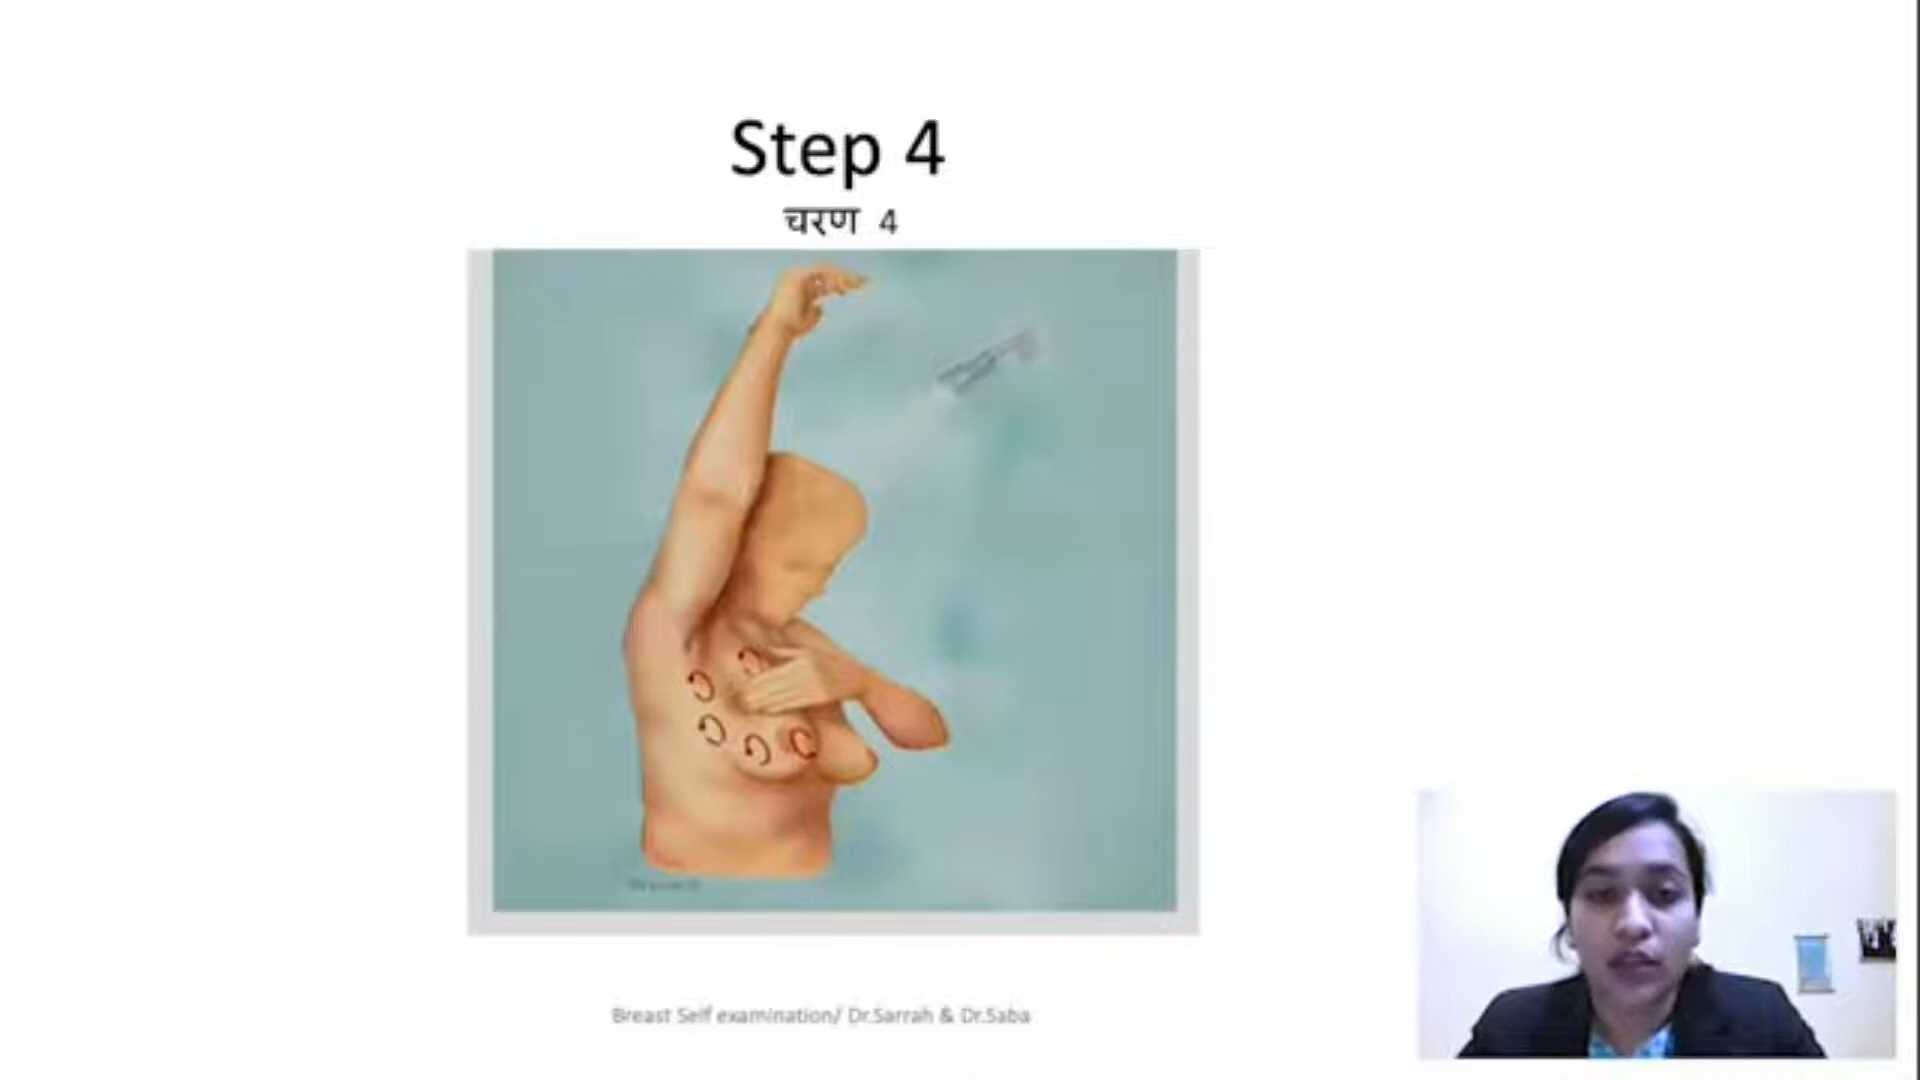 Step 4
चरण 4
Breast Self examination/ Dr.Sarrah & Dr.Saba